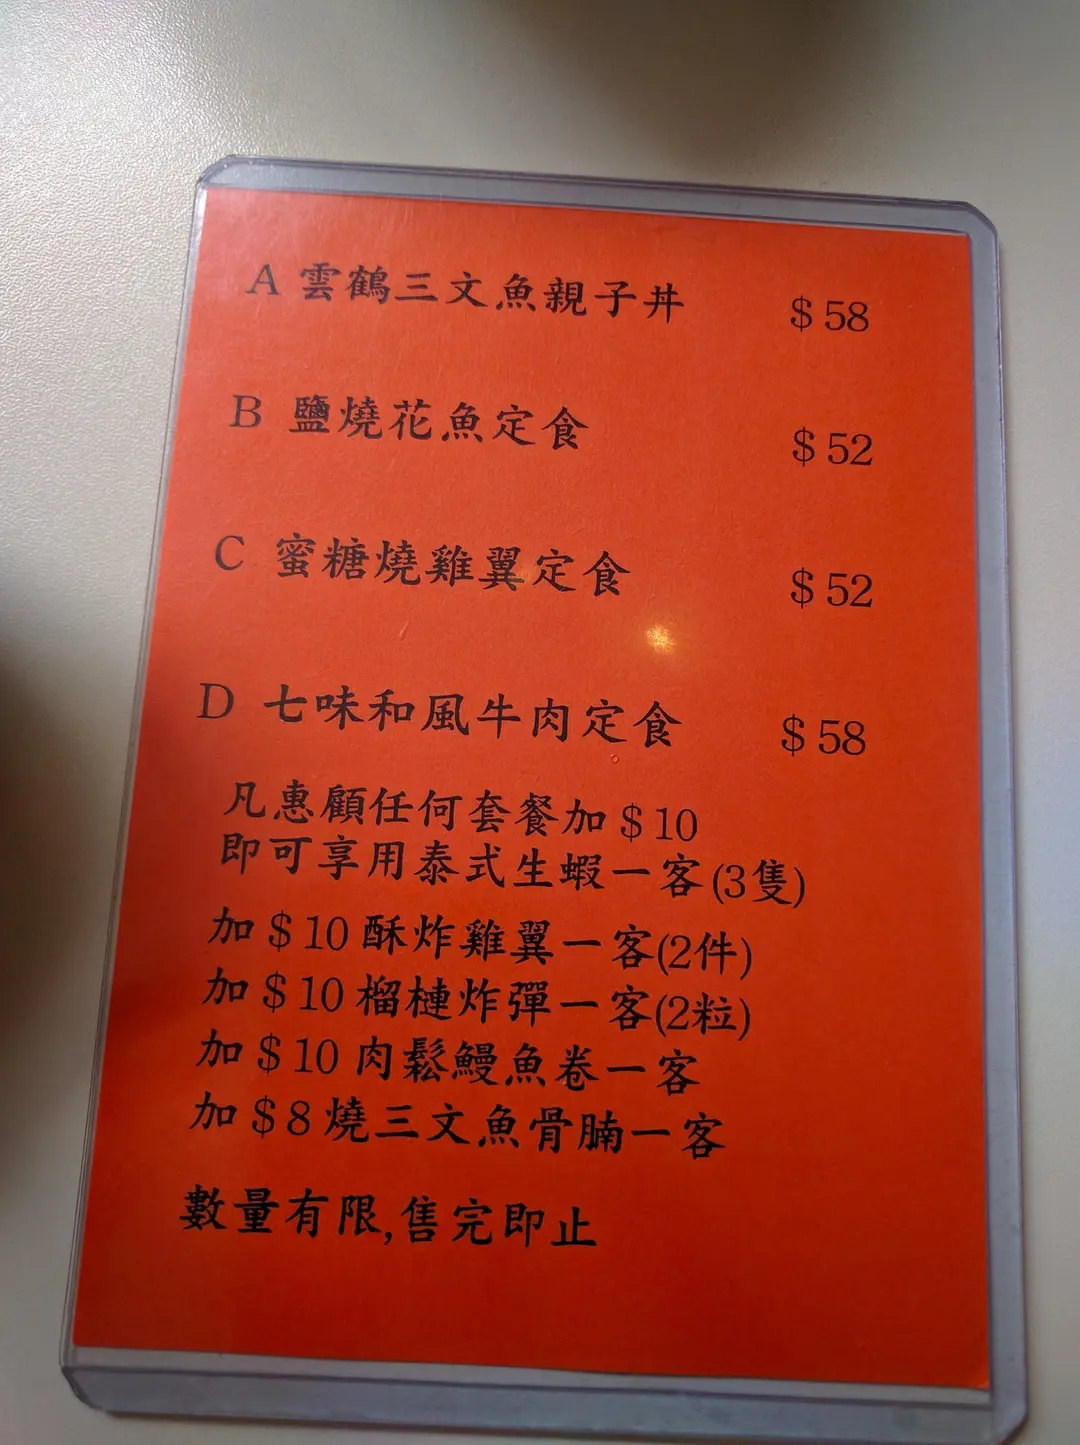 A 雲鶴三文魚親子丼 $58
B 鹽燒花魚定食 $52
C 蜜糖燒雞翼定食 $52
D 七味和風牛肉定食 $58
凡惠顧任何套餐加$10
即可享用泰式生蝦一客(3隻)
加$10酥炸雞翼一客(2件)
加$10榴槤炸彈一客(2粒)
加$10肉鬆鰻魚卷一客
加$8燒三文魚骨腩一客
數量有限,售完即止